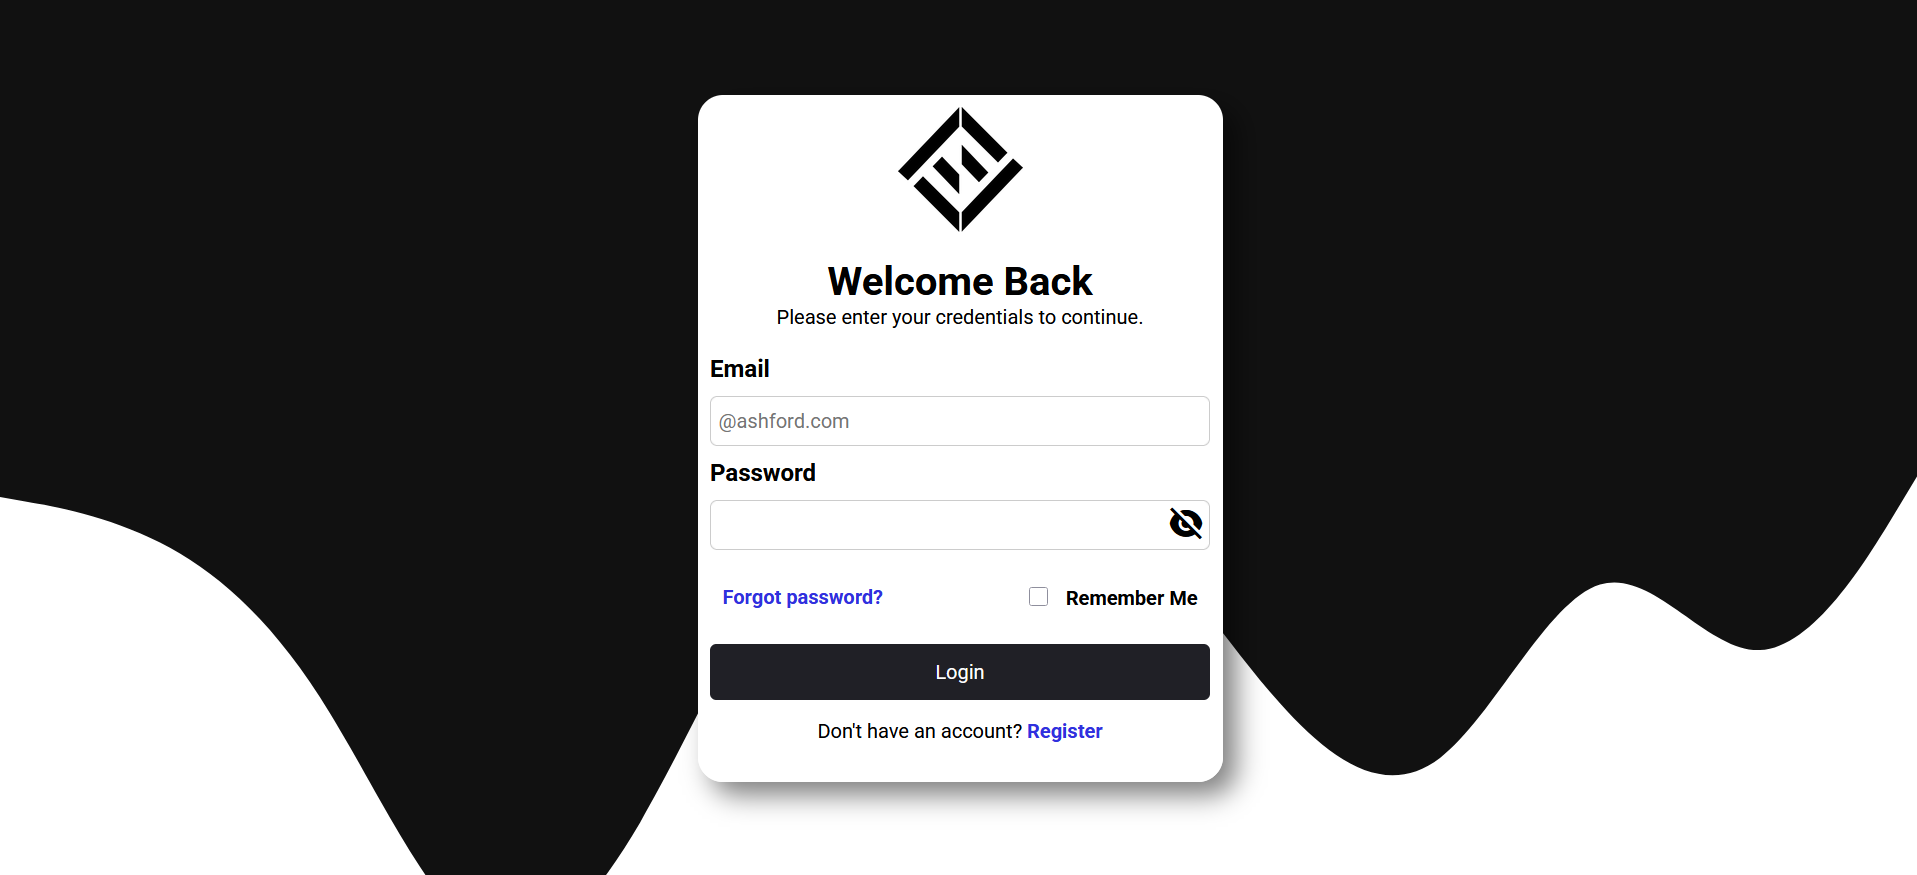 Welcome Back
Please enter your credentials to continue.
Email
@ashford.com
Password
Forgot password?
Remember Me
Login
Don't have an account? Register